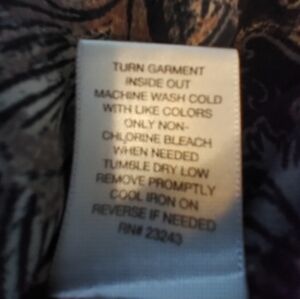 TURN GARMENT
INSIDE OUT
MACHINE WASH COLD
WITH LIKE COLORS
ONLY NON-
CHLORINE BLEACH
WHEN NEEDED
TUMBLE DRY LOW
REMOVE PROMPTLY
COOL IRON ON
REVERSE IF NEEDED
RN# 23243